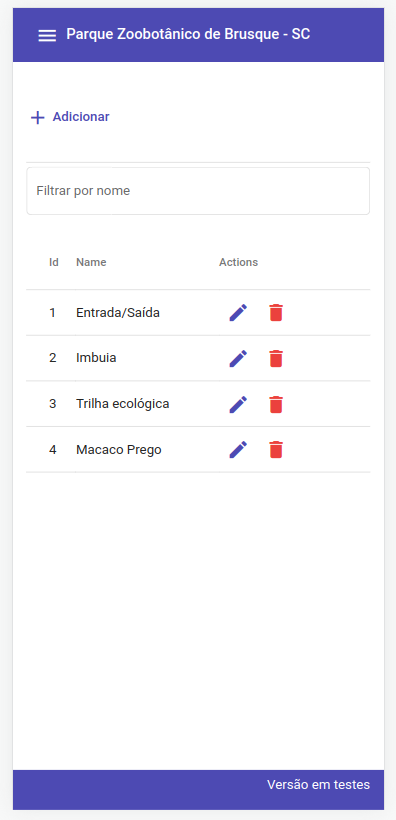 Parque Zoobotânico de Brusque - SC
Adicionar
Filtrar por nome
Id Name Actions
1 Entrada/Saída
2 Imbuia
3 Trilha ecológica
4 Macaco Prego
Versão em testes